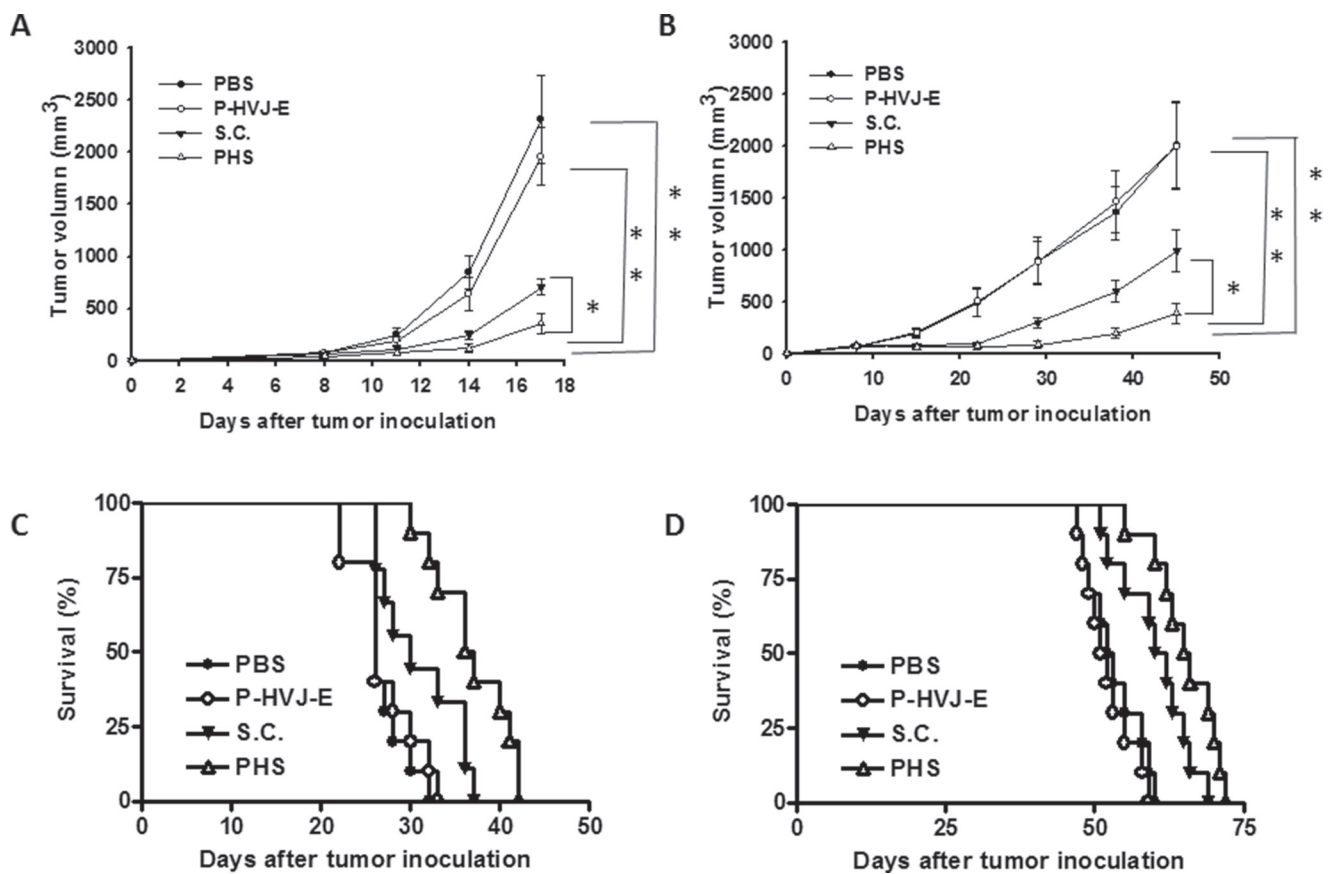 A
Tumor volumn (mm3)
3000
2500
2000
1500
1000
500
0
PBS
P-HVJ-E
S.C.
PHS
*
* *
* *
0 2 4 6 8 10 12 14 16 18
Days after tumor inoculation
B
Tumor volumn (mm3)
3000
2500
2000
1500
1000
500
0
PBS
P-HVJ-E
S.C.
PHS
*
* *
* *
0 10 20 30 40 50
Days after tumor inoculation
C
Survival (%)
100
75
50
25
0
PBS
P-HVJ-E
S.C.
PHS
0 10 20 30 40 50
Days after tumor inoculation
D
Survival (%)
100
75
50
25
0
PBS
P-HVJ-E
S.C.
PHS
0 25 50 75
Days after tumor inoculation